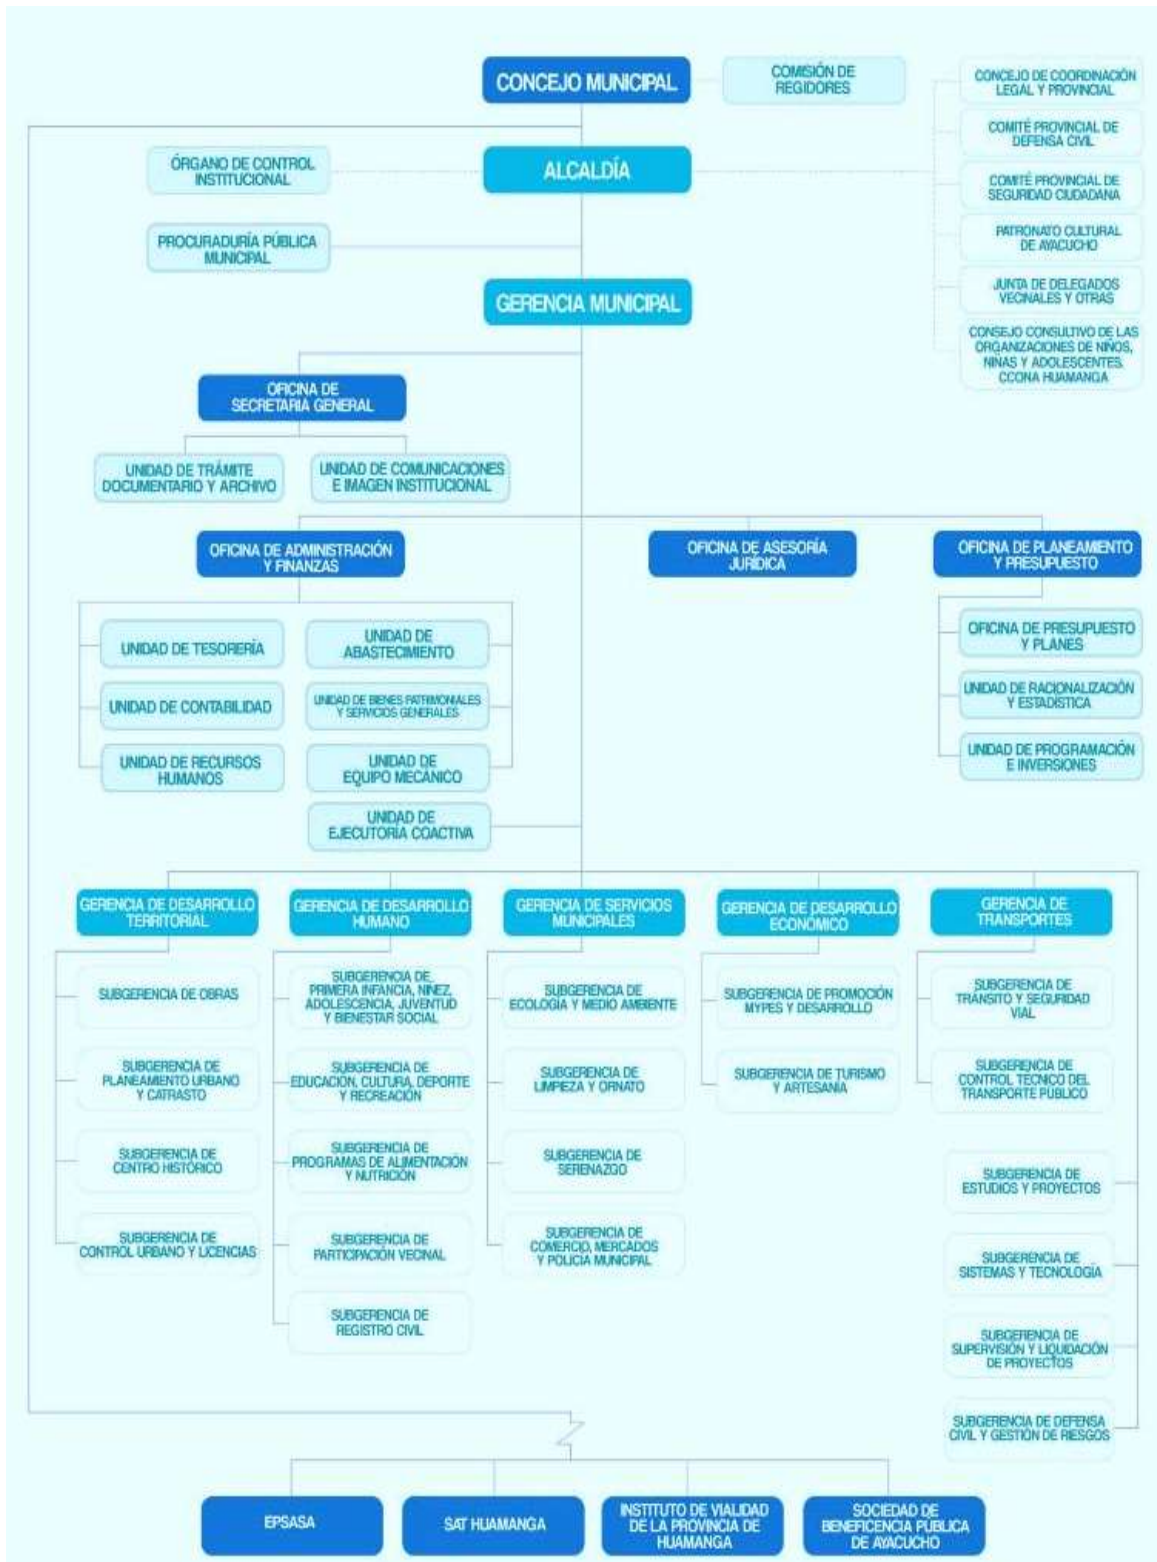 CONCEJO MUNICIPAL
COMISIÓN DE
REGIDORES
CONCEJO DE COORDINACIÓN
LEGAL Y PROVINCIAL
COMITÉ PROVINCIAL DE
DEFENSA CIVIL
ÓRGANO DE CONTROL
INSTITUCIONAL
ALCALDÍA
COMITÉ PROVINCIAL DE
SEGURIDAD CIUDADANA
PROCURADURÍA PÚBLICA
MUNICIPAL
PATRONATO CULTURAL
DE AYACUCHO
GERENCIA MUNICIPAL
JUNTA DE DELEGADOS
VECINALES Y OTRAS
CONSEJO CONSULTIVO DE LAS
ORGANIZACIONES DE NIÑOS,
NIÑAS Y ADOLESCENTES,
CCONA HUAMANGA
OFICINA DE
SECRETARIA GENERAL
UNIDAD DE TRÁMITE
DOCUMENTARIO Y ARCHIVO
UNIDAD DE COMUNICACIONES
E IMAGEN INSTITUCIONAL
OFICINA DE ADMINISTRACIÓN
Y FINANZAS
OFICINA DE ASESORÍA
JURÍDICA
OFICINA DE PLANEAMIENTO
Y PRESUPUESTO
UNIDAD DE TESORERÍA
UNIDAD DE
ABASTECIMIENTO
OFICINA DE PRESUPUESTO
Y PLANES
UNIDAD DE CONTABILIDAD
UNIDAD DE BIENES PATRIMONIALES
Y SERVICIOS GENERALES
UNIDAD DE RACIONALIZACIÓN
Y ESTADÍSTICA
UNIDAD DE RECURSOS
HUMANOS
UNIDAD DE
EQUIPO MECÁNICO
UNIDAD DE PROGRAMACIÓN
E INVERSIONES
UNIDAD DE
EJECUTORÍA COACTIVA
GERENCIA DE DESARROLLO
TERRITORIAL
GERENCIA DE DESARROLLO
HUMANO
GERENCIA DE SERVICIOS
MUNICIPALES
GERENCIA DE DESARROLLO
ECONÓMICO
GERENCIA DE
TRANSPORTES
SUBGERENCIA DE OBRAS
SUBGERENCIA DE
PRIMERA INFANCIA, NIÑEZ,
ADOLESCENCIA, JUVENTUD
Y BIENESTAR SOCIAL
SUBGERENCIA DE
ECOLOGIA Y MEDIO AMBIENTE
SUBGERENCIA DE PROMOCIÓN
MYPES Y DESARROLLO
SUBGERENCIA DE
TRÁNSITO Y SEGURIDAD
VIAL
SUBGERENCIA DE
PLANEAMIENTO URBANO
Y CATRASTO
SUBGERENCIA DE
EDUCACION, CULTURA, DEPORTE
Y RECREACIÓN
SUBGERENCIA DE
LIMPIEZA Y ORNATO
SUBGERENCIA DE TURISMO
Y ARTESANÍA
SUBGERENCIA DE
CONTROL TECNICO DEL
TRANSPORTE PÚBLICO
SUBGERENCIA DE
CENTRO HISTÓRICO
SUBGERENCIA DE
PROGRAMAS DE ALIMENTACIÓN
Y NUTRICIÓN
SUBGERENCIA DE
SERENAZGO
SUBGERENCIA DE
ESTUDIOS Y PROYECTOS
SUBGERENCIA DE
CONTROL URBANO Y LICENCIAS
SUBGERENCIA DE
PARTICIPACIÓN VECINAL
SUBGERENCIA DE
COMERCIO, MERCADOS
Y POLICIA MUNICIPAL
SUBGERENCIA DE
SISTEMAS Y TECNOLOGÍA
SUBGERENCIA DE
REGISTRO CIVIL
SUBGERENCIA DE
SUPERVISIÓN Y LIQUIDACIÓN
DE PROYECTOS
SUBGERENCIA DE DEFENSA
CIVIL Y GESTIÓN DE RIESGOS
EPSASA
SAT HUAMANGA
INSTITUTO DE VIALIDAD
DE LA PROVINCIA DE
HUAMANGA
SOCIEDAD DE
BENEFICENCIA PÚBLICA
DE AYACUCHO